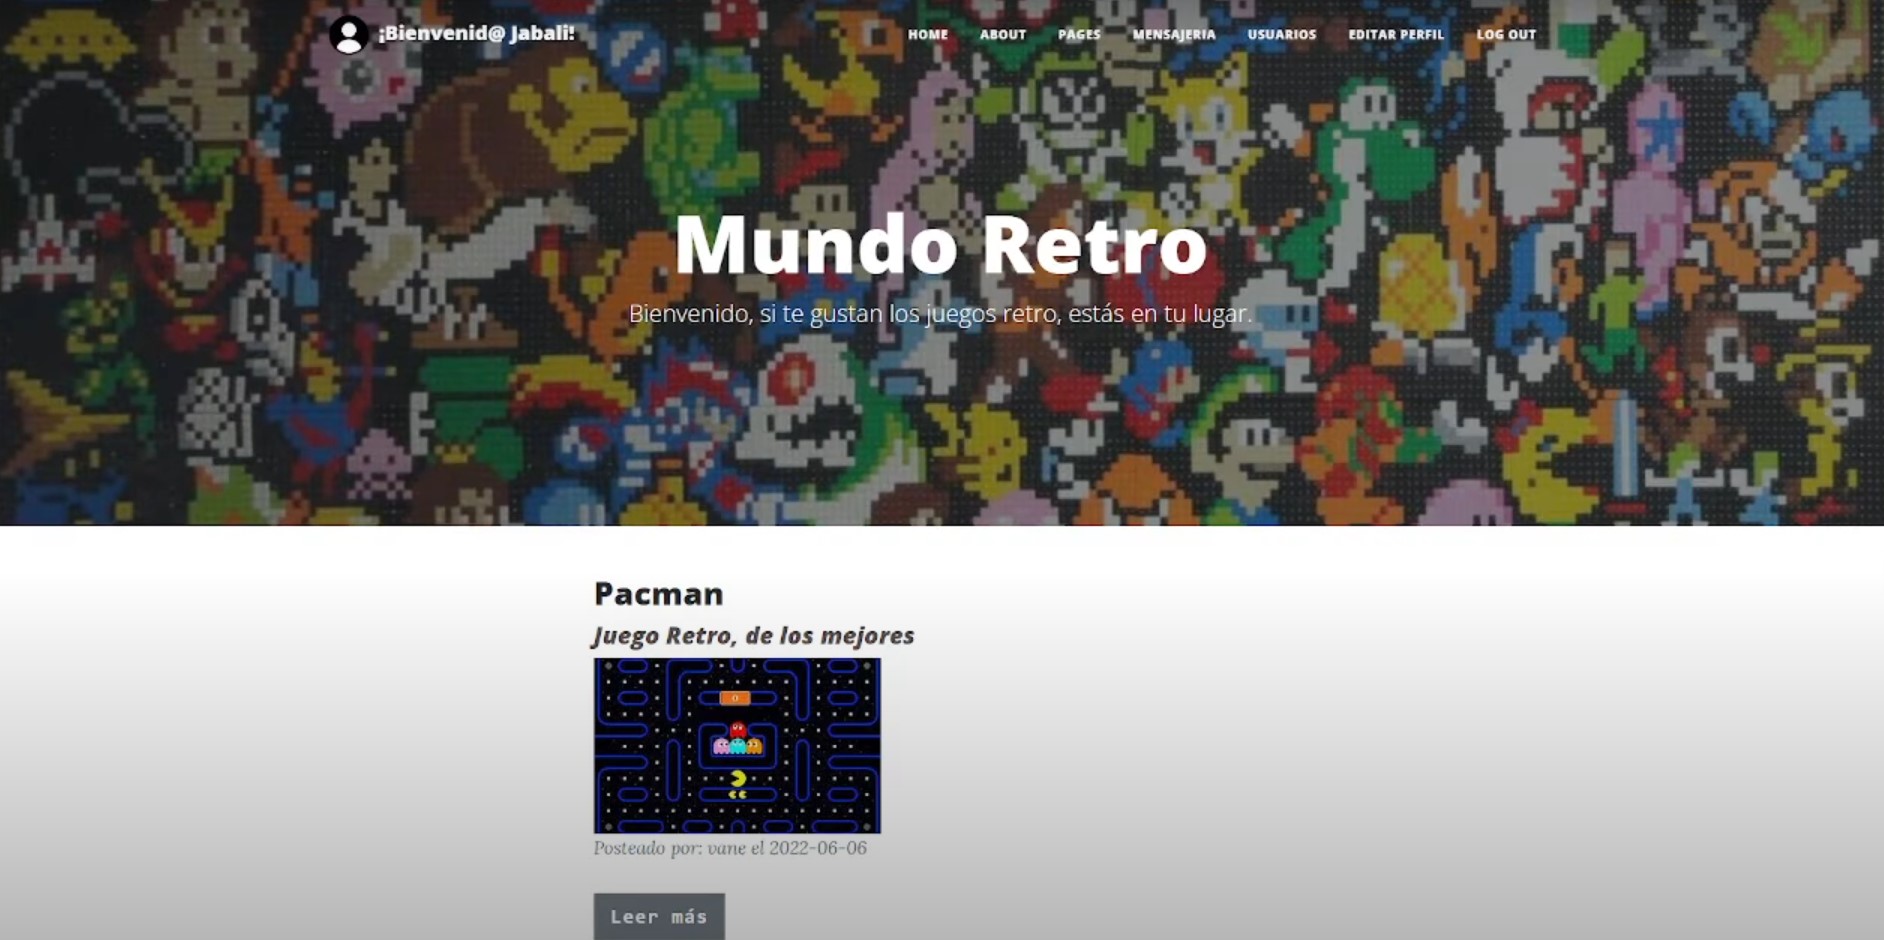 ¡Bienvenid@ Jabali!
HOME ABOUT PAGES MENSAJERIA USUARIOS EDITAR PERFIL LOG OUT
Mundo Retro
Bienvenido, si te gustan los juegos retro, estás en tu lugar.
Pacman
Juego Retro, de los mejores
0
Posteado por: vane el 2022-06-06
Leer más